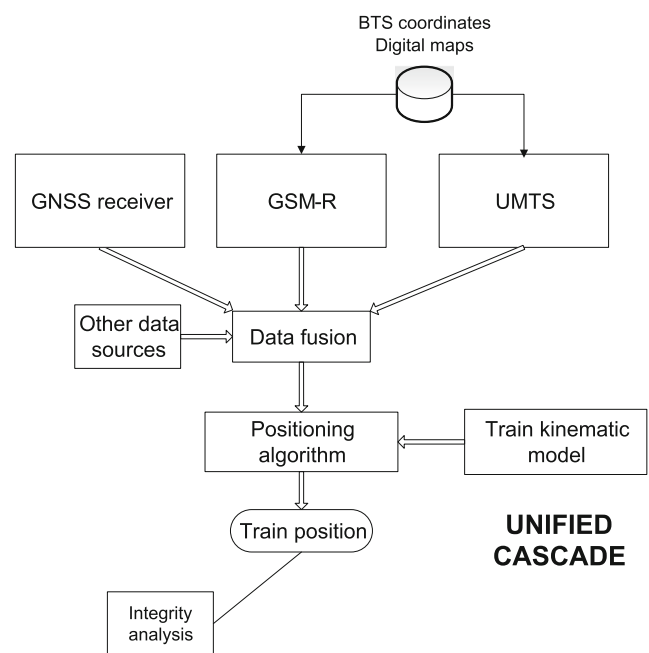 BTS coordinates
Digital maps
GNSS receiver
GSM-R
UMTS
Other data
sources
Data fusion
Positioning
algorithm
Train kinematic
model
Train position
UNIFIED
CASCADE
Integrity
analysis